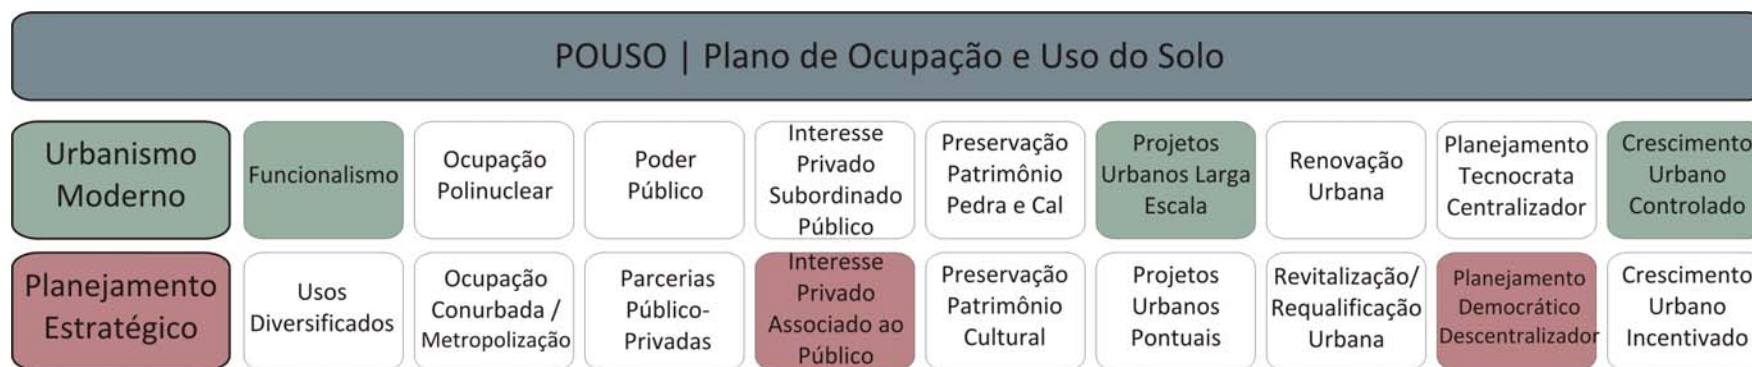 POUSO | Plano de Ocupação e Uso do Solo
Urbanismo
Moderno
Funcionalismo
Ocupação
Polinuclear
Poder
Público
Interesse
Privado
Subordinado
Público
Preservação
Patrimônio
Pedra e Cal
Projetos
Urbanos Larga
Escala
Renovação
Urbana
Planejamento
Tecnocrata
Centralizador
Crescimento
Urbano
Controlado
Planejamento
Estratégico
Usos
Diversificados
Ocupação
Conurbada /
Metropolização
Parcerias
Público-
Privadas
Interesse
Privado
Associado ao
Público
Preservação
Patrimônio
Cultural
Projetos
Urbanos
Pontuais
Revitalização/
Requalificação
Urbana
Planejamento
Democrático
Descentralizador
Crescimento
Urbano
Incentivado